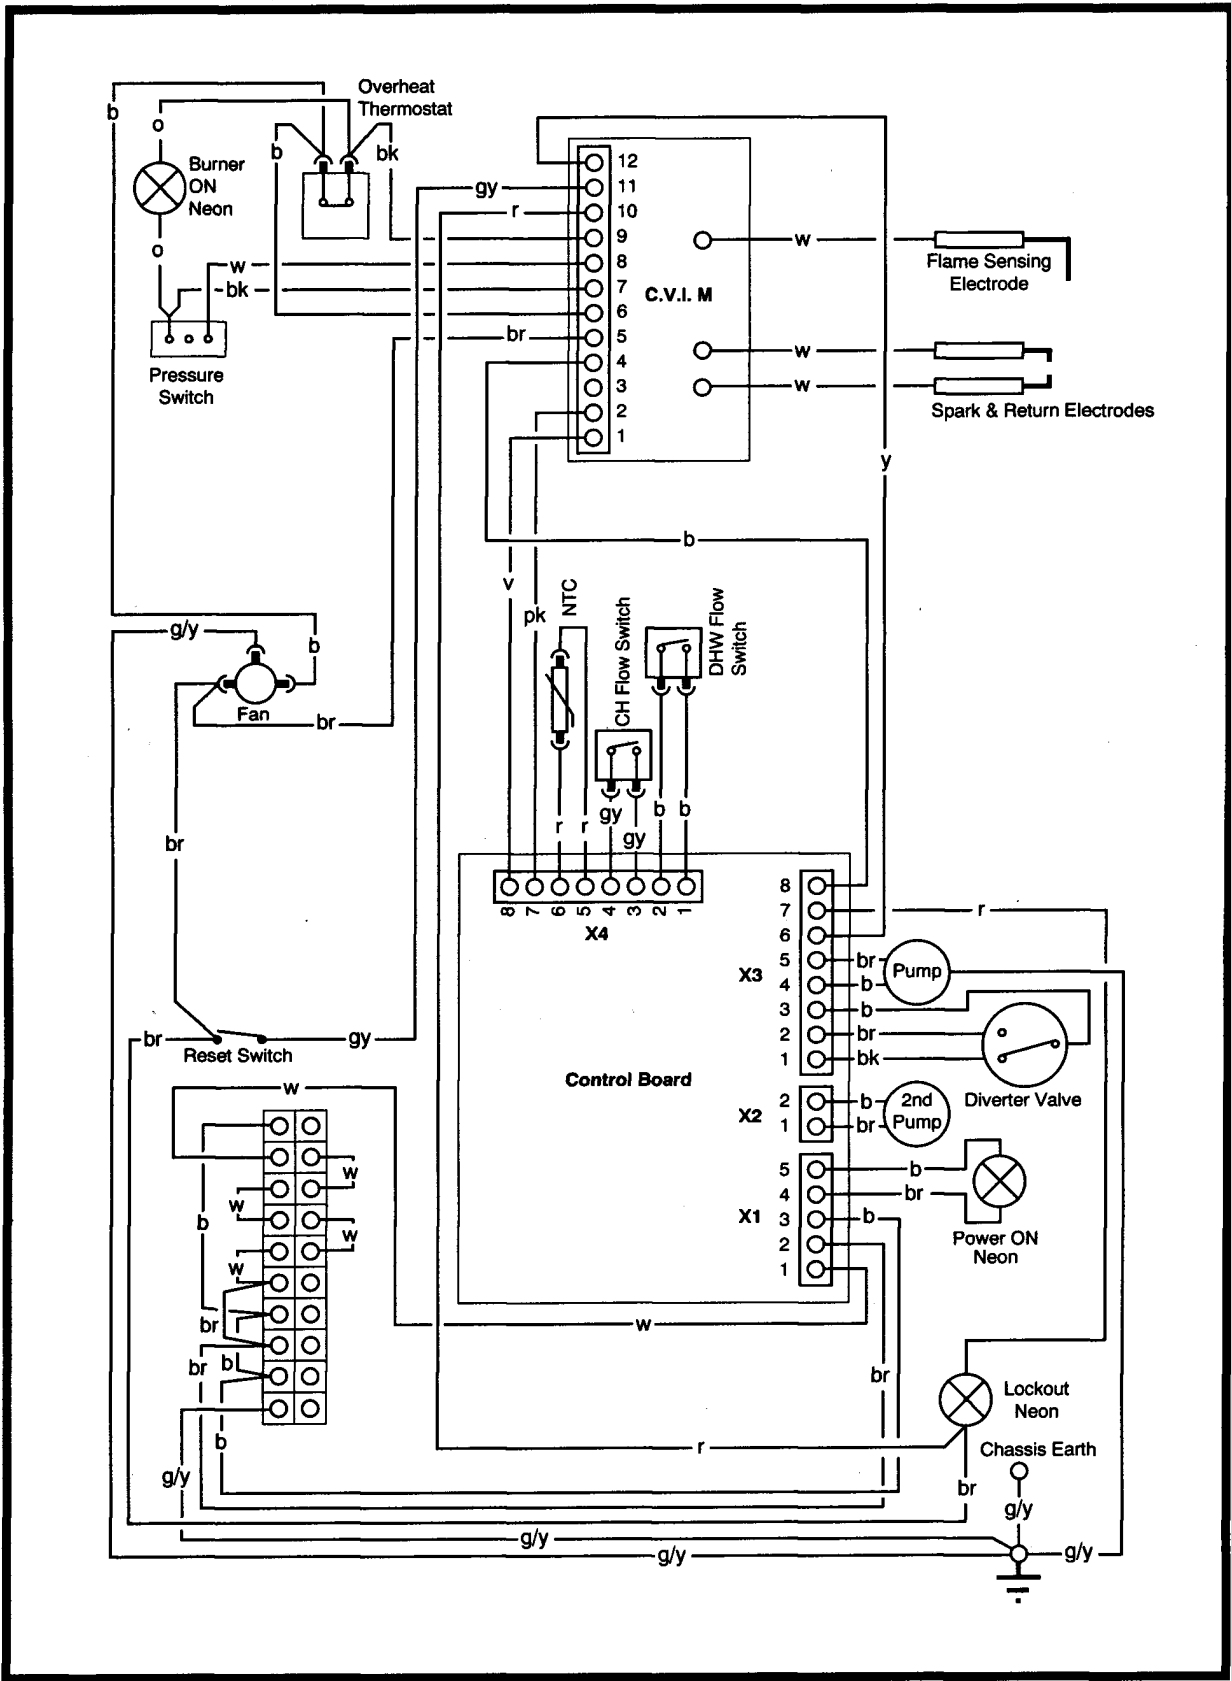 Overheat
Thermostat
b
o
Burner
ON
Neon
b
bk
o
w
bk
Pressure
Switch
gy
r
br
12
11
10
9
8
7
6
5
4
3
2
1
C.V.I. M
w
Flame Sensing
Electrode
w
w
Spark & Return Electrodes
y
b
v
pk
NTC
CH Flow Switch
DHW Flow
Switch
g/y
b
Fan
br
r
r
gy
gy
b
b
br
8
7
6
5
4
3
2
1
X4
8
7
6
5
4
3
2
1
X3
r
br
b
Pump
b
br
bk
Diverter Valve
br
Reset Switch
gy
Control Board
w
2
1
X2
b
br
2nd
Pump
5
4
3
2
1
X1
b
br
b
Power ON
Neon
w
w
w
w
b
br
br
b
b
g/y
w
br
Lockout
Neon
r
Chassis Earth
br
g/y
g/y
g/y
g/y